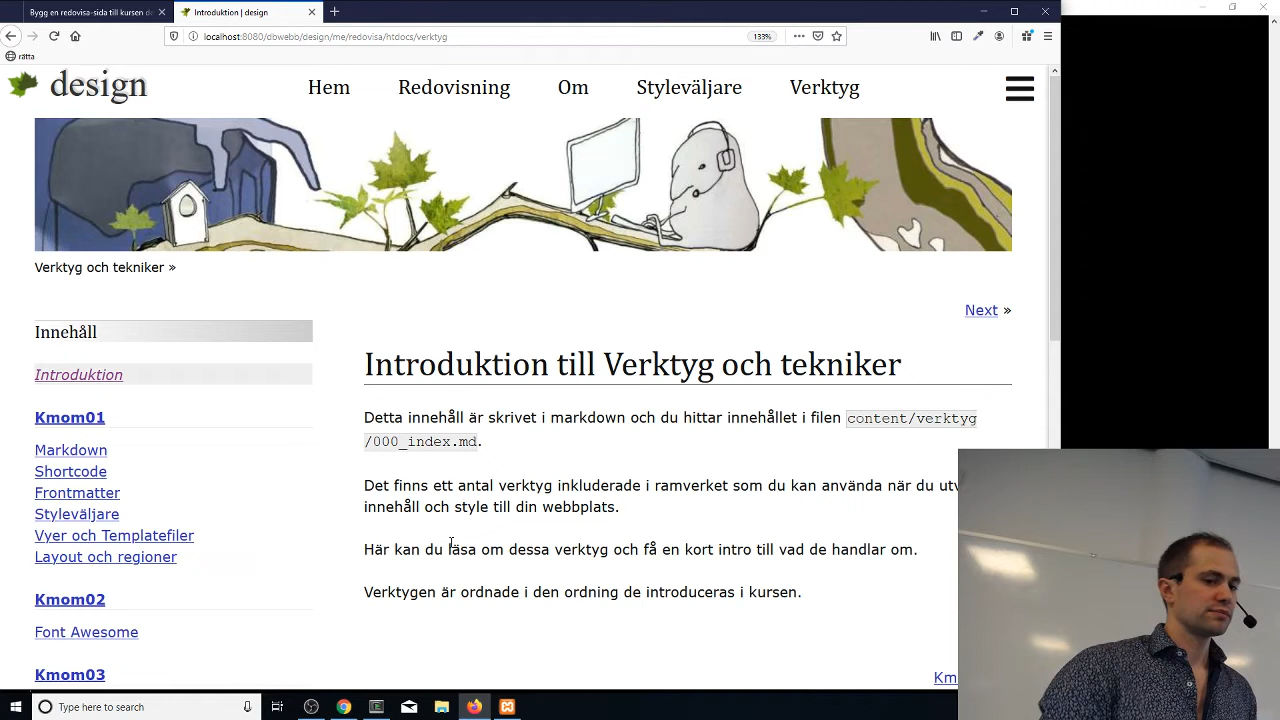 Bygg en redovisa-sida till kursen de
Introduktion | design
localhost:8080/dbwebb/design/me/redovisa/htdocs/verktyg
133%
rätta
design
Hem
Redovisning
Om
Styleväljare
Verktyg
Verktyg och tekniker »
Next »
Innehåll
Introduktion
Kmom01
Markdown
Shortcode
Frontmatter
Styleväljare
Vyer och Templatefiler
Layout och regioner
Kmom02
Font Awesome
Kmom03
Introduktion till Verktyg och tekniker
Detta innehåll är skrivet i markdown och du hittar innehållet i filen content/verktyg
/000_index.md.
Det finns ett antal verktyg inkluderade i ramverket som du kan använda när du utv
innehåll och style till din webbplats.
Här kan du läsa om dessa verktyg och få en kort intro till vad de handlar om.
Verktygen är ordnade i den ordning de introduceras i kursen.
Km
Type here to search